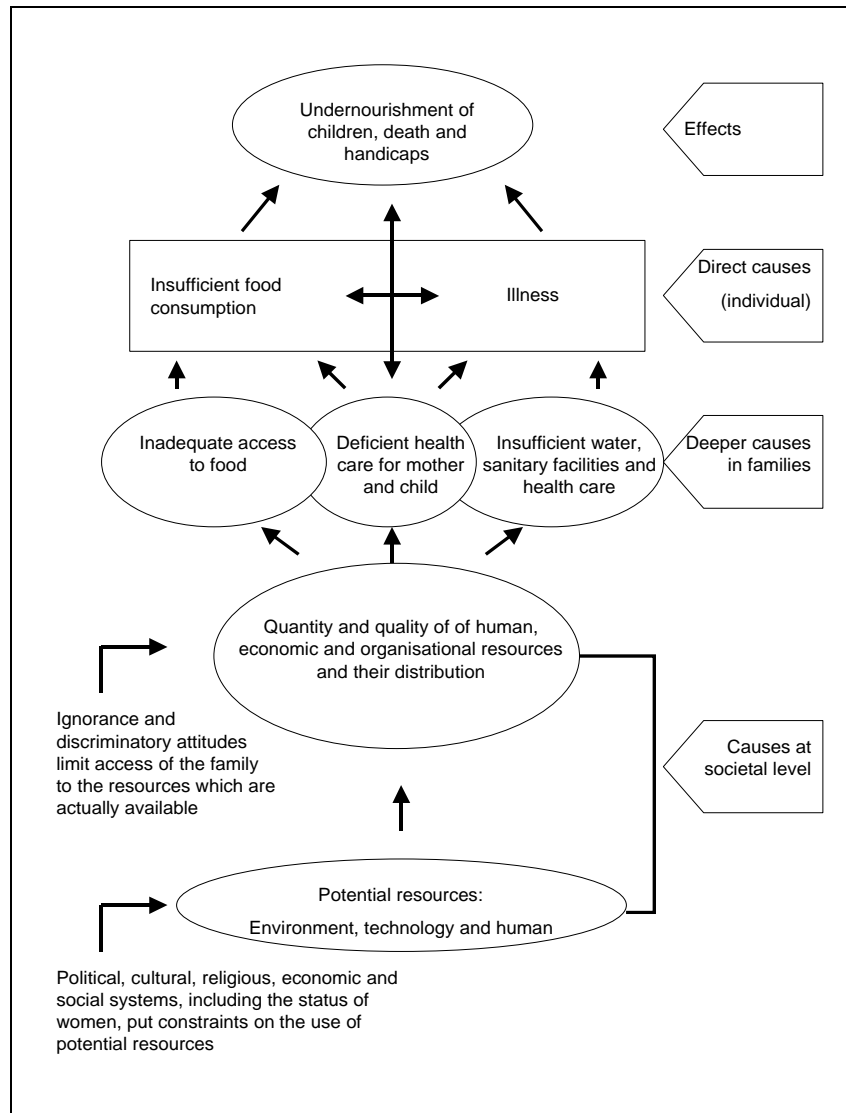 Undernourishment of
children, death and
handicaps
Effects
Insufficient food
consumption
Illness
Direct causes
(individual)
Inadequate access
to food
Deficient health
care for mother
and child
Insufficient water,
sanitary facilities and
health care
Deeper causes
in families
Quantity and quality of of human,
economic and organisational resources
and their distribution
Ignorance and
discriminatory attitudes
limit access of the family
to the resources which are
actually available
Causes at
societal level
Potential resources:
Environment, technology and human
Political, cultural, religious, economic and
social systems, including the status of
women, put constraints on the use of
potential resources